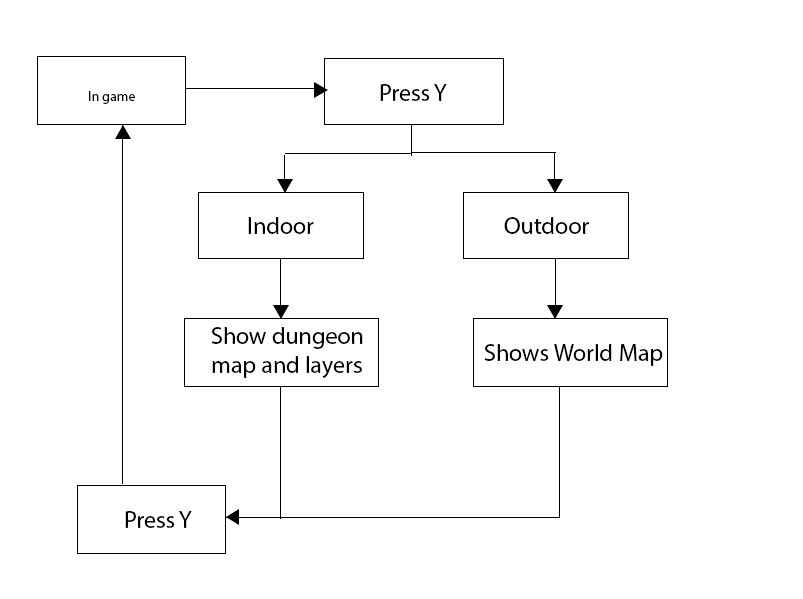 In game
Press Y
Indoor
Outdoor
Show dungeon
map and layers
Shows World Map
Press Y